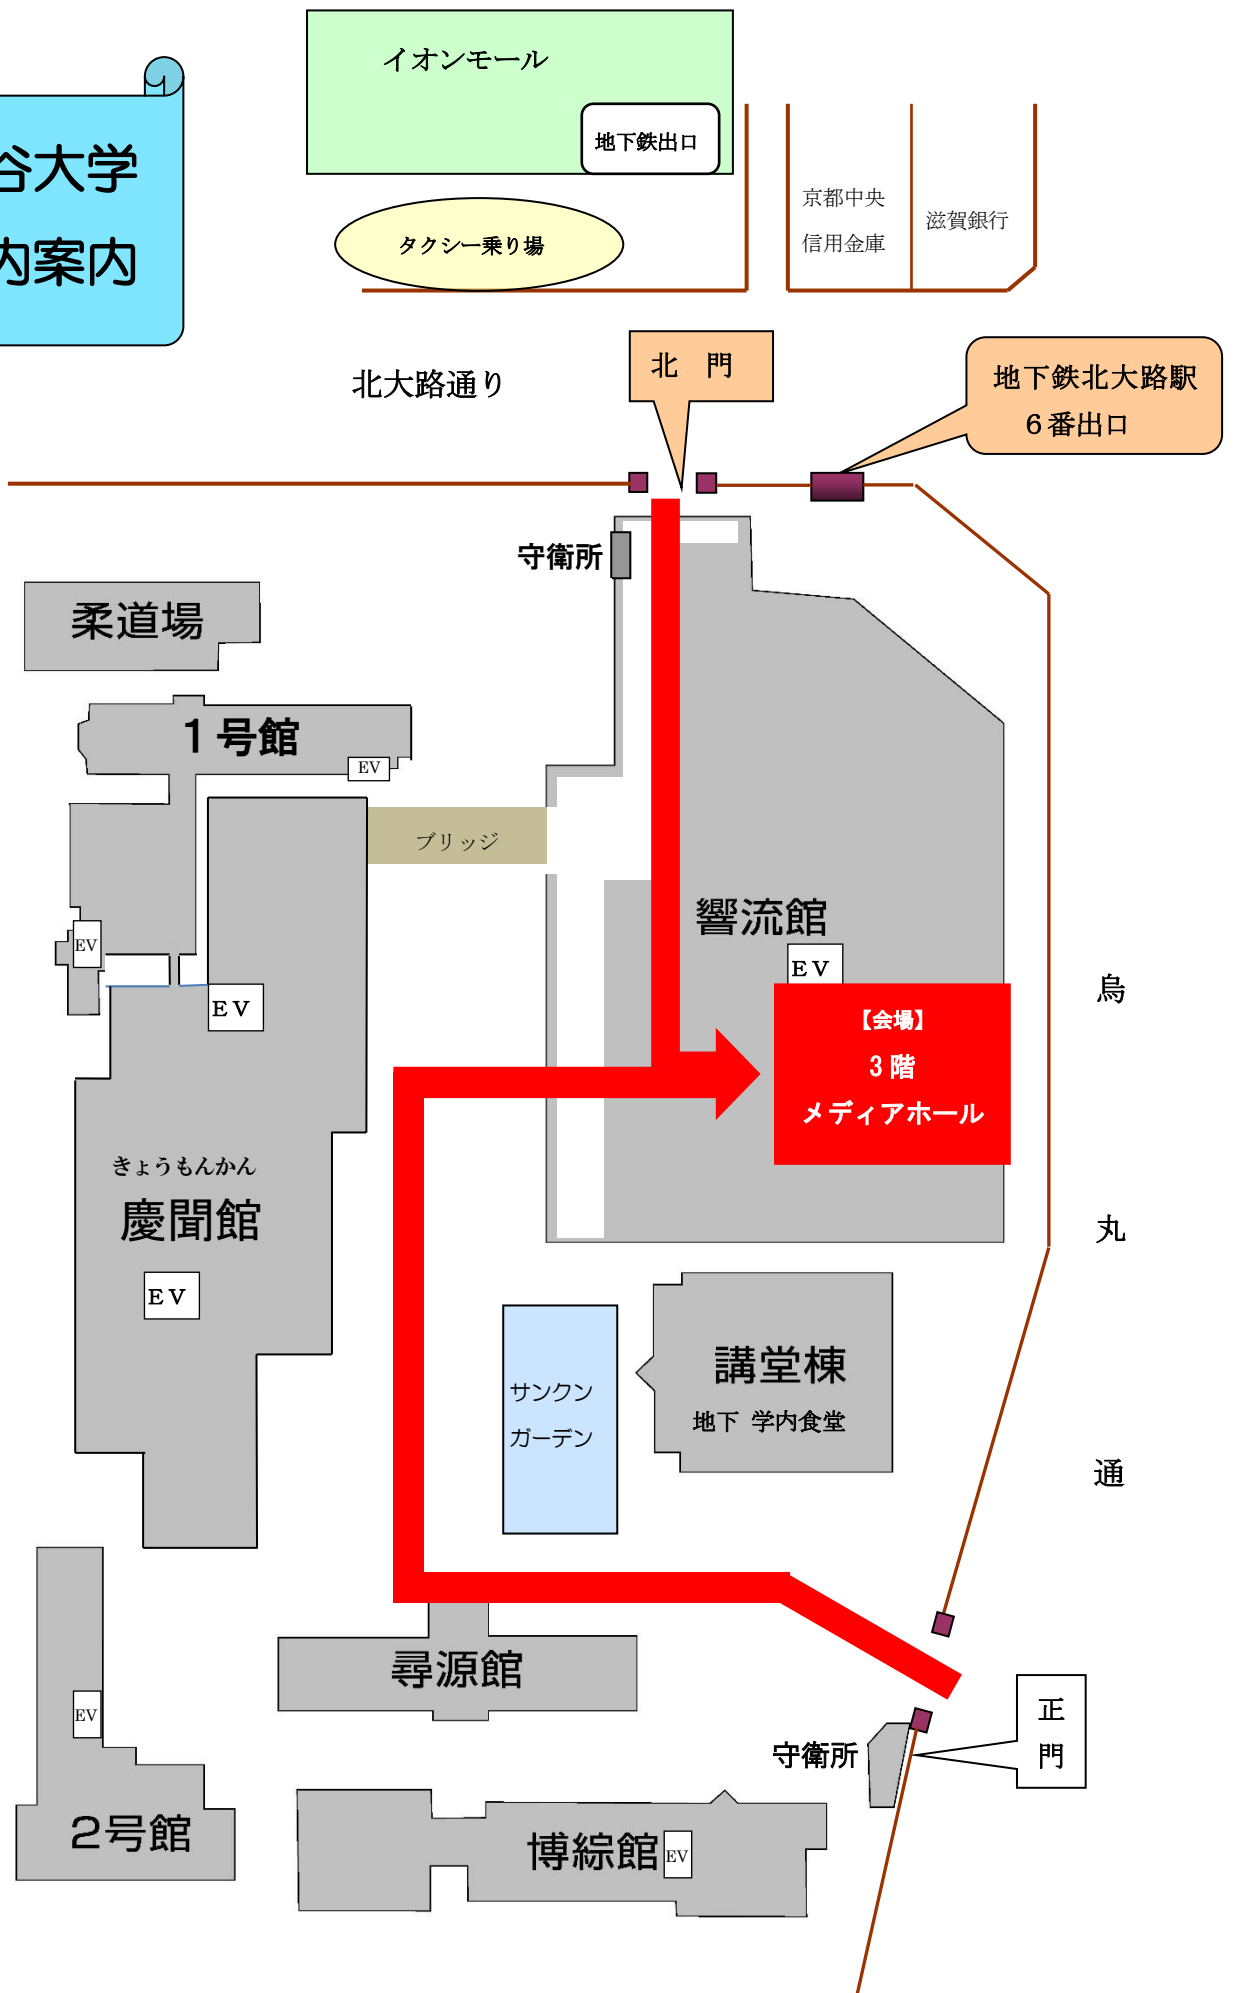 イオンモール
地下鉄出口
谷大学
内案内
タクシー乗り場
京都中央
信用金庫
滋賀銀行
北大路通り
北 門
地下鉄北大路駅
6番出口
守衛所
柔道場
1号館
EV
ブリッジ
響流館
EV
EV
EV
【会場】
3階
メディアホール
烏
丸
通
きょうもんかん
慶聞館
EV
サンクン
ガーデン
講堂棟
地下 学内食堂
尋源館
EV
正
門
守衛所
2号館
博綜館
EV